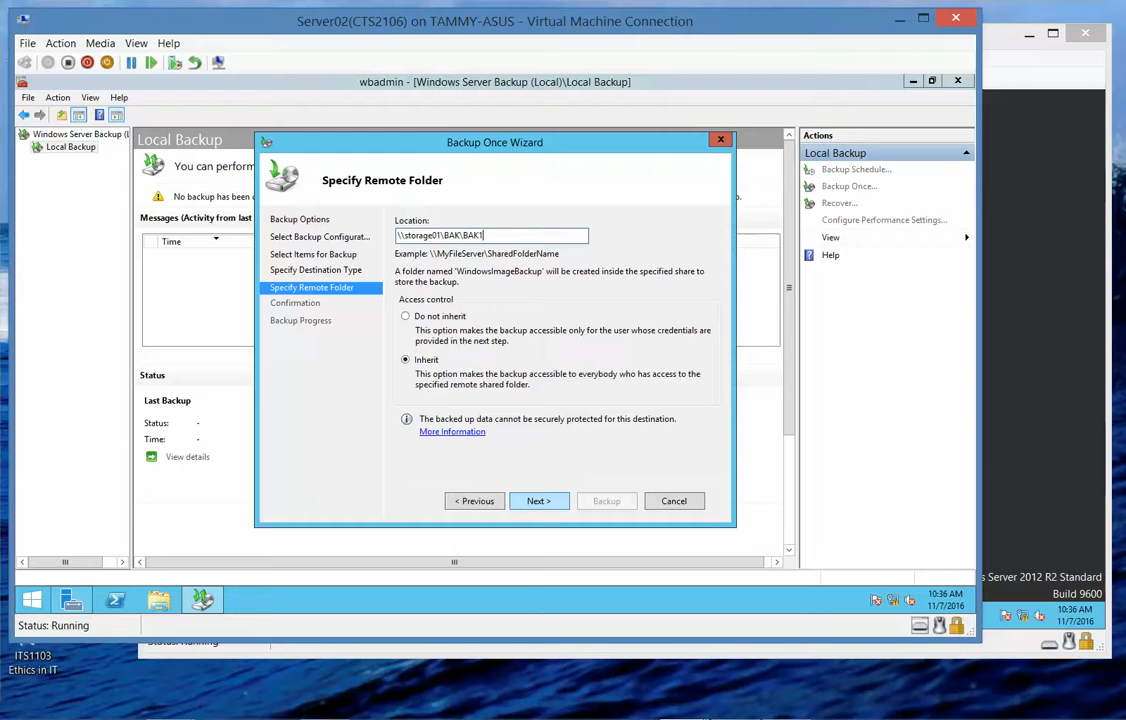 Server02(CTS2106) on TAMMY-ASUS - Virtual Machine Connection
File Action Media View Help
wbadmin - [Windows Server Backup (Local)\Local Backup]
File Action View Help
Windows Server Backup (L
Local Backup
Local Backup
You can perform
No backup has been
Messages (Activity from last
Time
Status
Last Backup
Status: -
Time: -
View details
Backup Once Wizard
Specify Remote Folder
Backup Options
Select Backup Configurat...
Select Items for Backup
Specify Destination Type
Specify Remote Folder
Confirmation
Backup Progress
Location:
\\storage01\BAK\BAK1
Example: \\MyFileServer\SharedFolderName
A folder named 'WindowsImageBackup' will be created inside the specified share to
store the backup.
Access control
Do not inherit
This option makes the backup accessible only for the user whose credentials are
provided in the next step.
Inherit
This option makes the backup accessible to everybody who has access to the
specified remote shared folder.
The backed up data cannot be securely protected for this destination.
More Information
< Previous
Next >
Backup
Cancel
Actions
Local Backup
Backup Schedule...
Backup Once...
Recover...
Configure Performance Settings...
View
Help
s Server 2012 R2 Standard
Build 9600
10:36 AM
11/7/2016
10:36 AM
11/7/2016
Status: Running
ITS1103
Ethics in IT